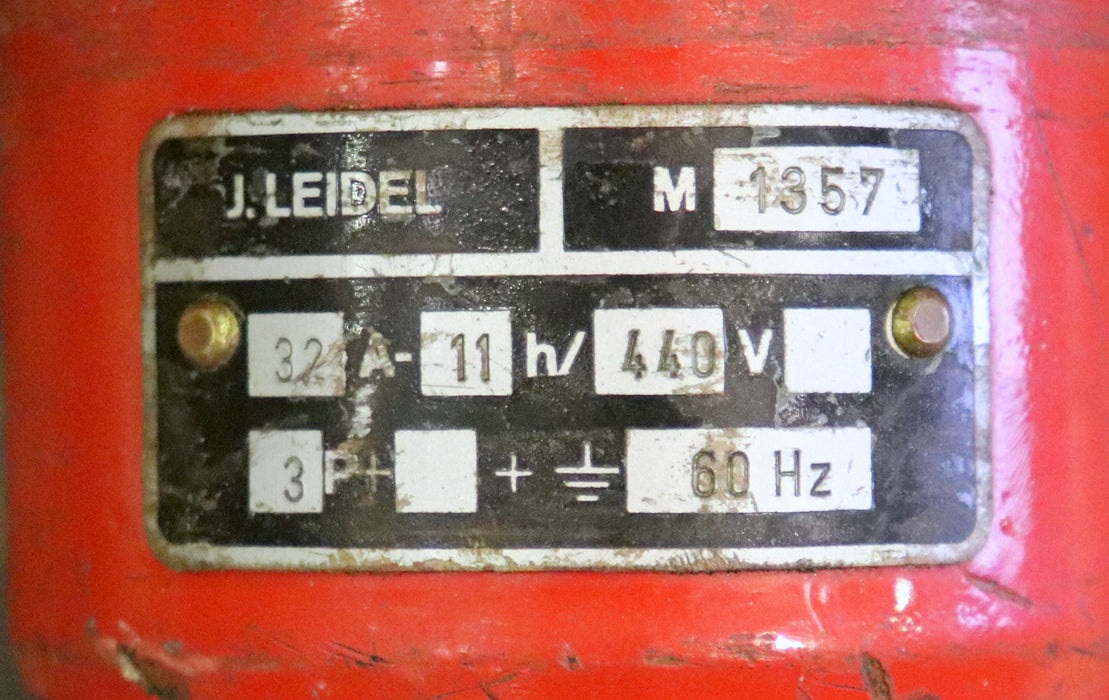 J. LEIDEL
M 1357
32 A- 11 h/ 440 V
3 P+ + ⏚ 60 Hz